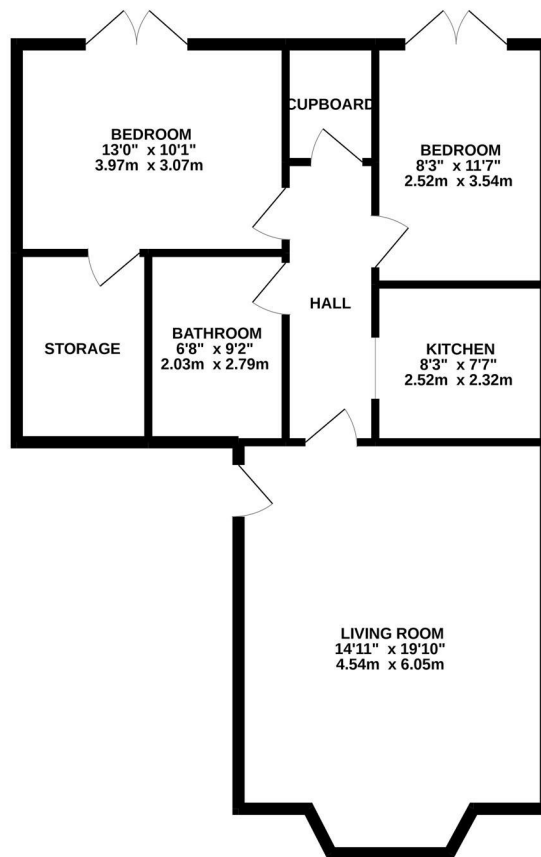 CUPBOARD
BEDROOM
13'0" x 10'1"
3.97m x 3.07m
BEDROOM
8'3" x 11'7"
2.52m x 3.54m
HALL
STORAGE
BATHROOM
6'8" x 9'2"
2.03m x 2.79m
KITCHEN
8'3" x 7'7"
2.52m x 2.32m
LIVING ROOM
14'11" x 19'10"
4.54m x 6.05m